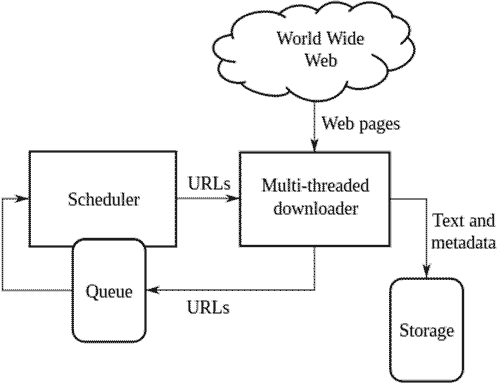 World Wide
Web
Web pages
Scheduler
URLs
Multi-threaded
downloader
Text and
metadata
Queue
URLs
Storage